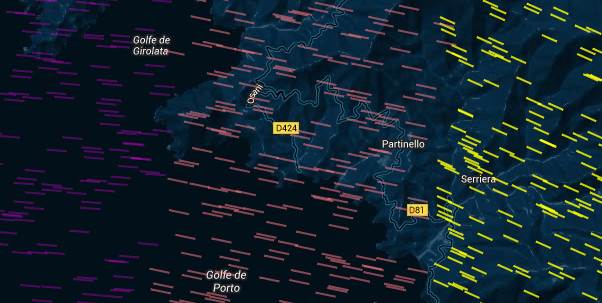 Golfe de
Girolata
Osani
D424
Partinello
Serriera
D81
Golfe de
Porto